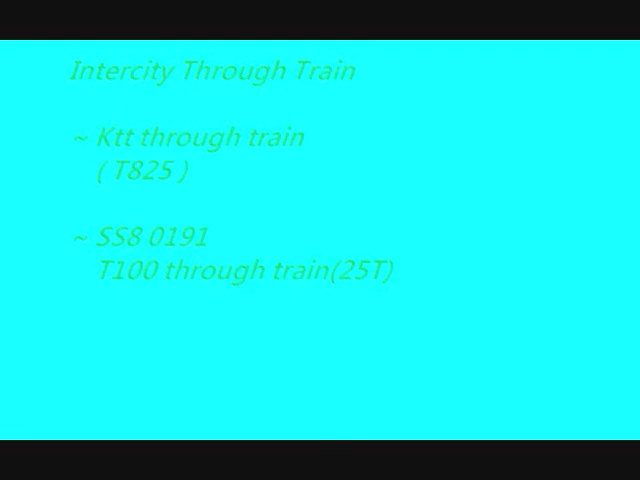 Intercity Through Train
~ Ktt through train
( T825 )
~ SS8 0191
T100 through train(25T)